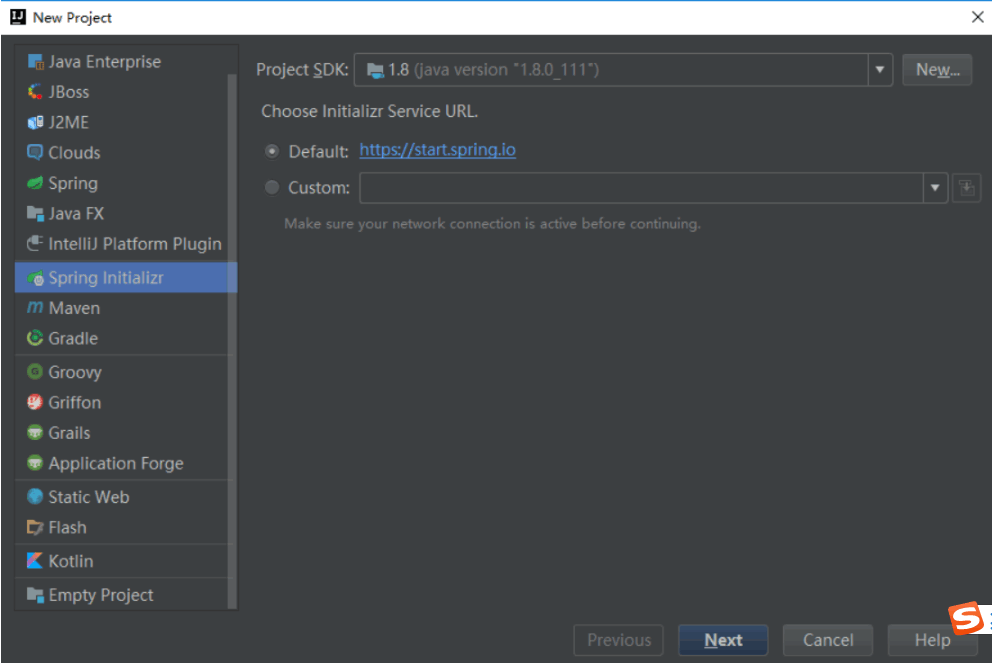 New Project
Java Enterprise
JBoss
J2ME
Clouds
Spring
Java FX
IntelliJ Platform Plugin
Spring Initializr
Maven
Gradle
Groovy
Griffon
Grails
Application Forge
Static Web
Flash
Kotlin
Empty Project
Project SDK: 1.8 (java version "1.8.0_111") New...
Choose Initializr Service URL.
Default: https://start.spring.io
Custom:
Make sure your network connection is active before continuing.
Previous Next Cancel Help